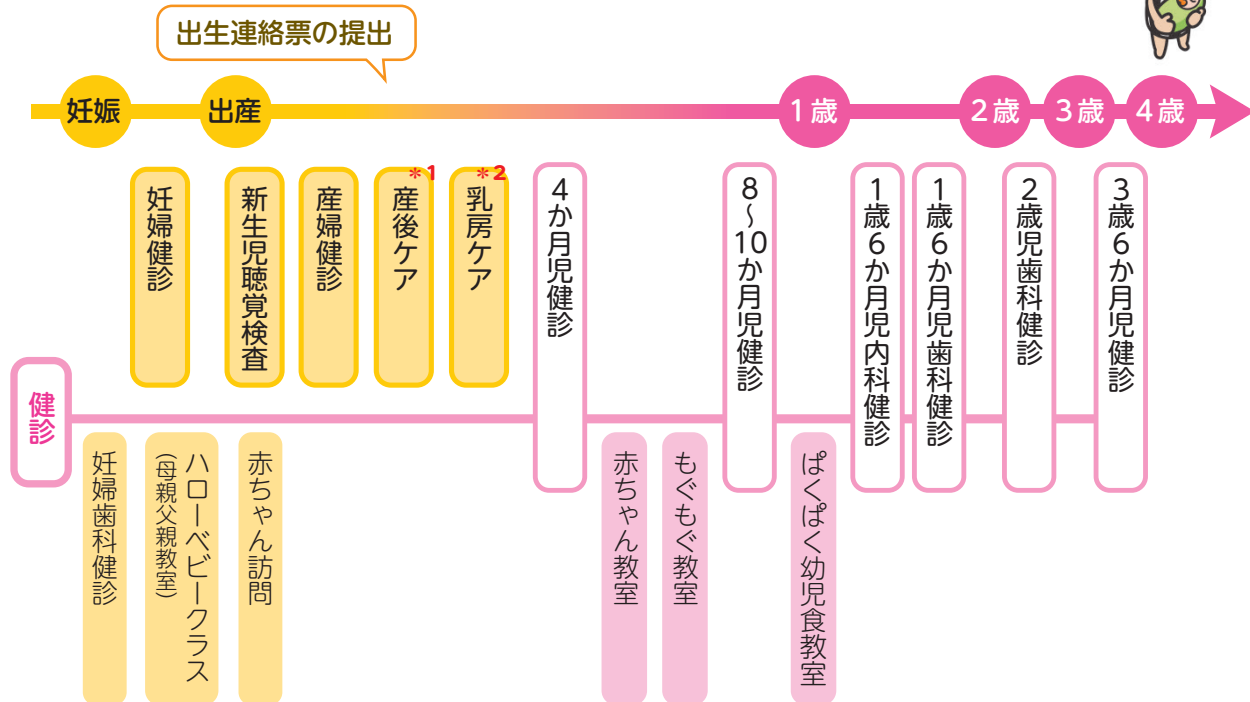 出生連絡票の提出
妊娠
出産
1歳
2歳
3歳
4歳
妊婦健診
新生児聴覚検査
産婦健診
*1
産後ケア
*2
乳房ケア
4か月児健診
8~10か月児健診
1歳6か月児内科健診
1歳6か月児歯科健診
2歳児歯科健診
3歳6か月児健診
健診
妊婦歯科健診
ハローベビークラス
(母親父親教室)
赤ちゃん訪問
赤ちゃん教室
もぐもぐ教室
ぱくぱく幼児食教室